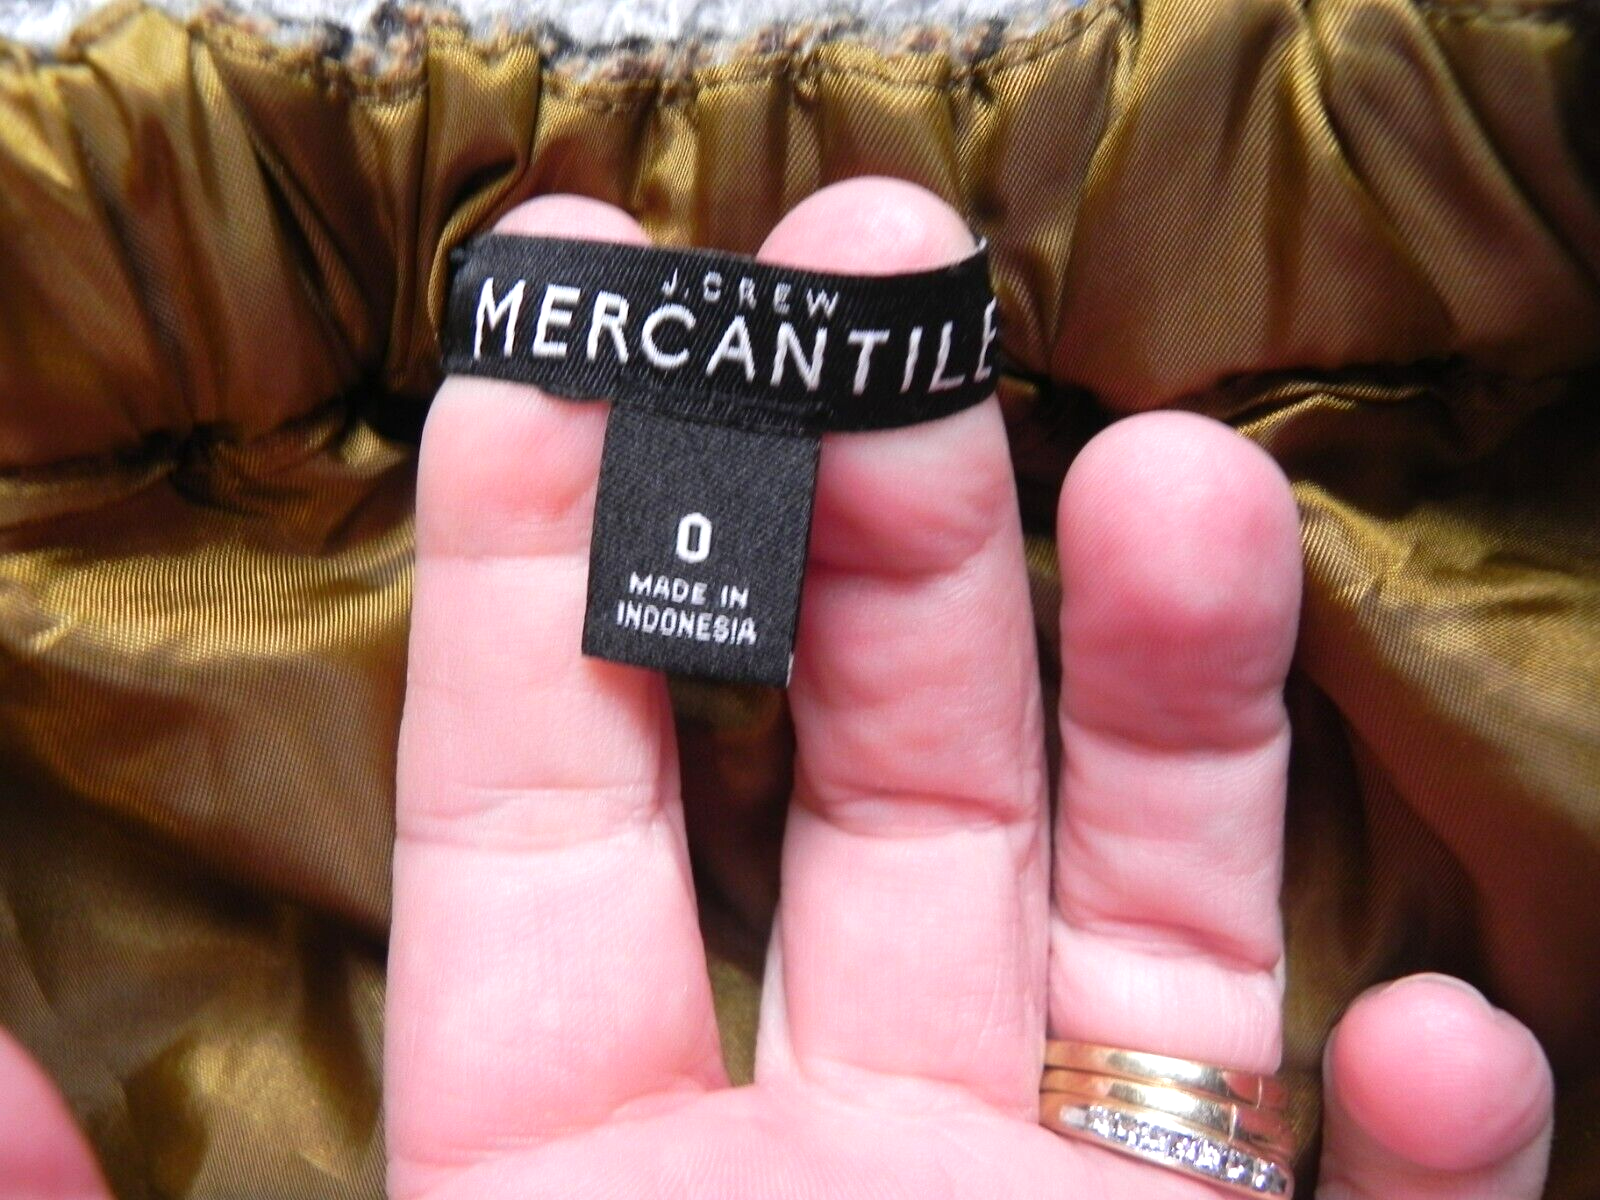 J.CREW
MERCANTILE
0
MADE IN
INDONESIA